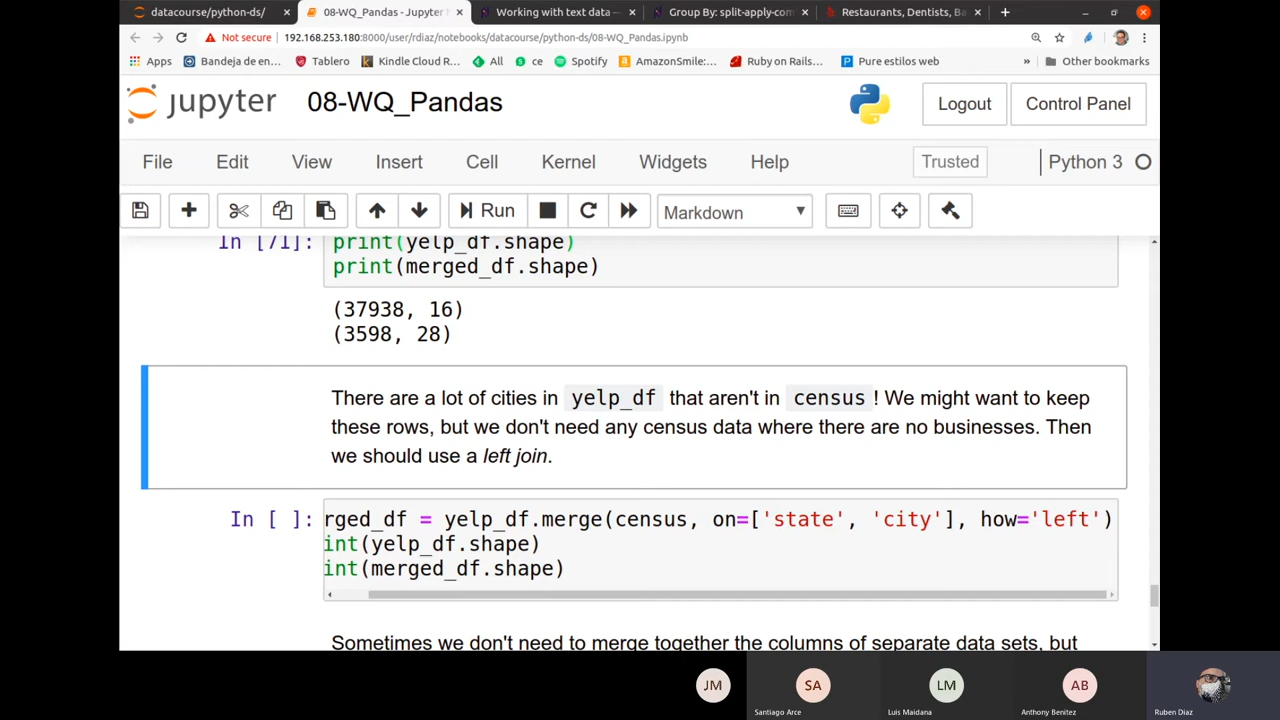 datacourse/python-ds/
08-WQ_Pandas - Jupyter
Working with text data
Group By: split-apply-com
Restaurants, Dentists, Ba
Not secure
192.168.253.180:8000/user/rdiaz/notebooks/datacourse/python-ds/08-WQ_Pandas.ipynb
Apps
Bandeja de en...
Tablero
Kindle Cloud R...
All
ce
Spotify
AmazonSmile:...
Ruby on Rails...
Pure estilos web
»
Other bookmarks
jupyter
08-WQ_Pandas
Logout
Control Panel
File
Edit
View
Insert
Cell
Kernel
Widgets
Help
Trusted
Python 3
Run
Markdown
In [71]:
print(yelp_df.shape)
print(merged_df.shape)
(37938, 16)
(3598, 28)
There are a lot of cities in yelp_df that aren't in census! We might want to keep
these rows, but we don't need any census data where there are no businesses. Then
we should use a left join.
In [ ]:
rged_df = yelp_df.merge(census, on=['state', 'city'], how='left')
int(yelp_df.shape)
int(merged_df.shape)
Sometimes we don't need to merge together the columns of separate data sets, but
JM
SA
Santiago Arce
LM
Luis Maidana
AB
Anthony Benitez
Ruben Diaz